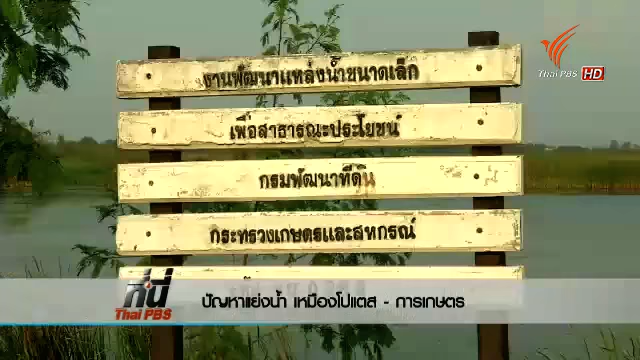 Thai PBS HD
งานพัฒนาแหล่งน้ำขนาดเล็ก
เพื่อสาธารณะประโยชน์
กรมพัฒนาที่ดิน
กระทรวงเกษตรและสหกรณ์
ที่นี่
Thai PBS
ปัญหาแย่งน้ำ เหมืองโปแตส - การเกษตร